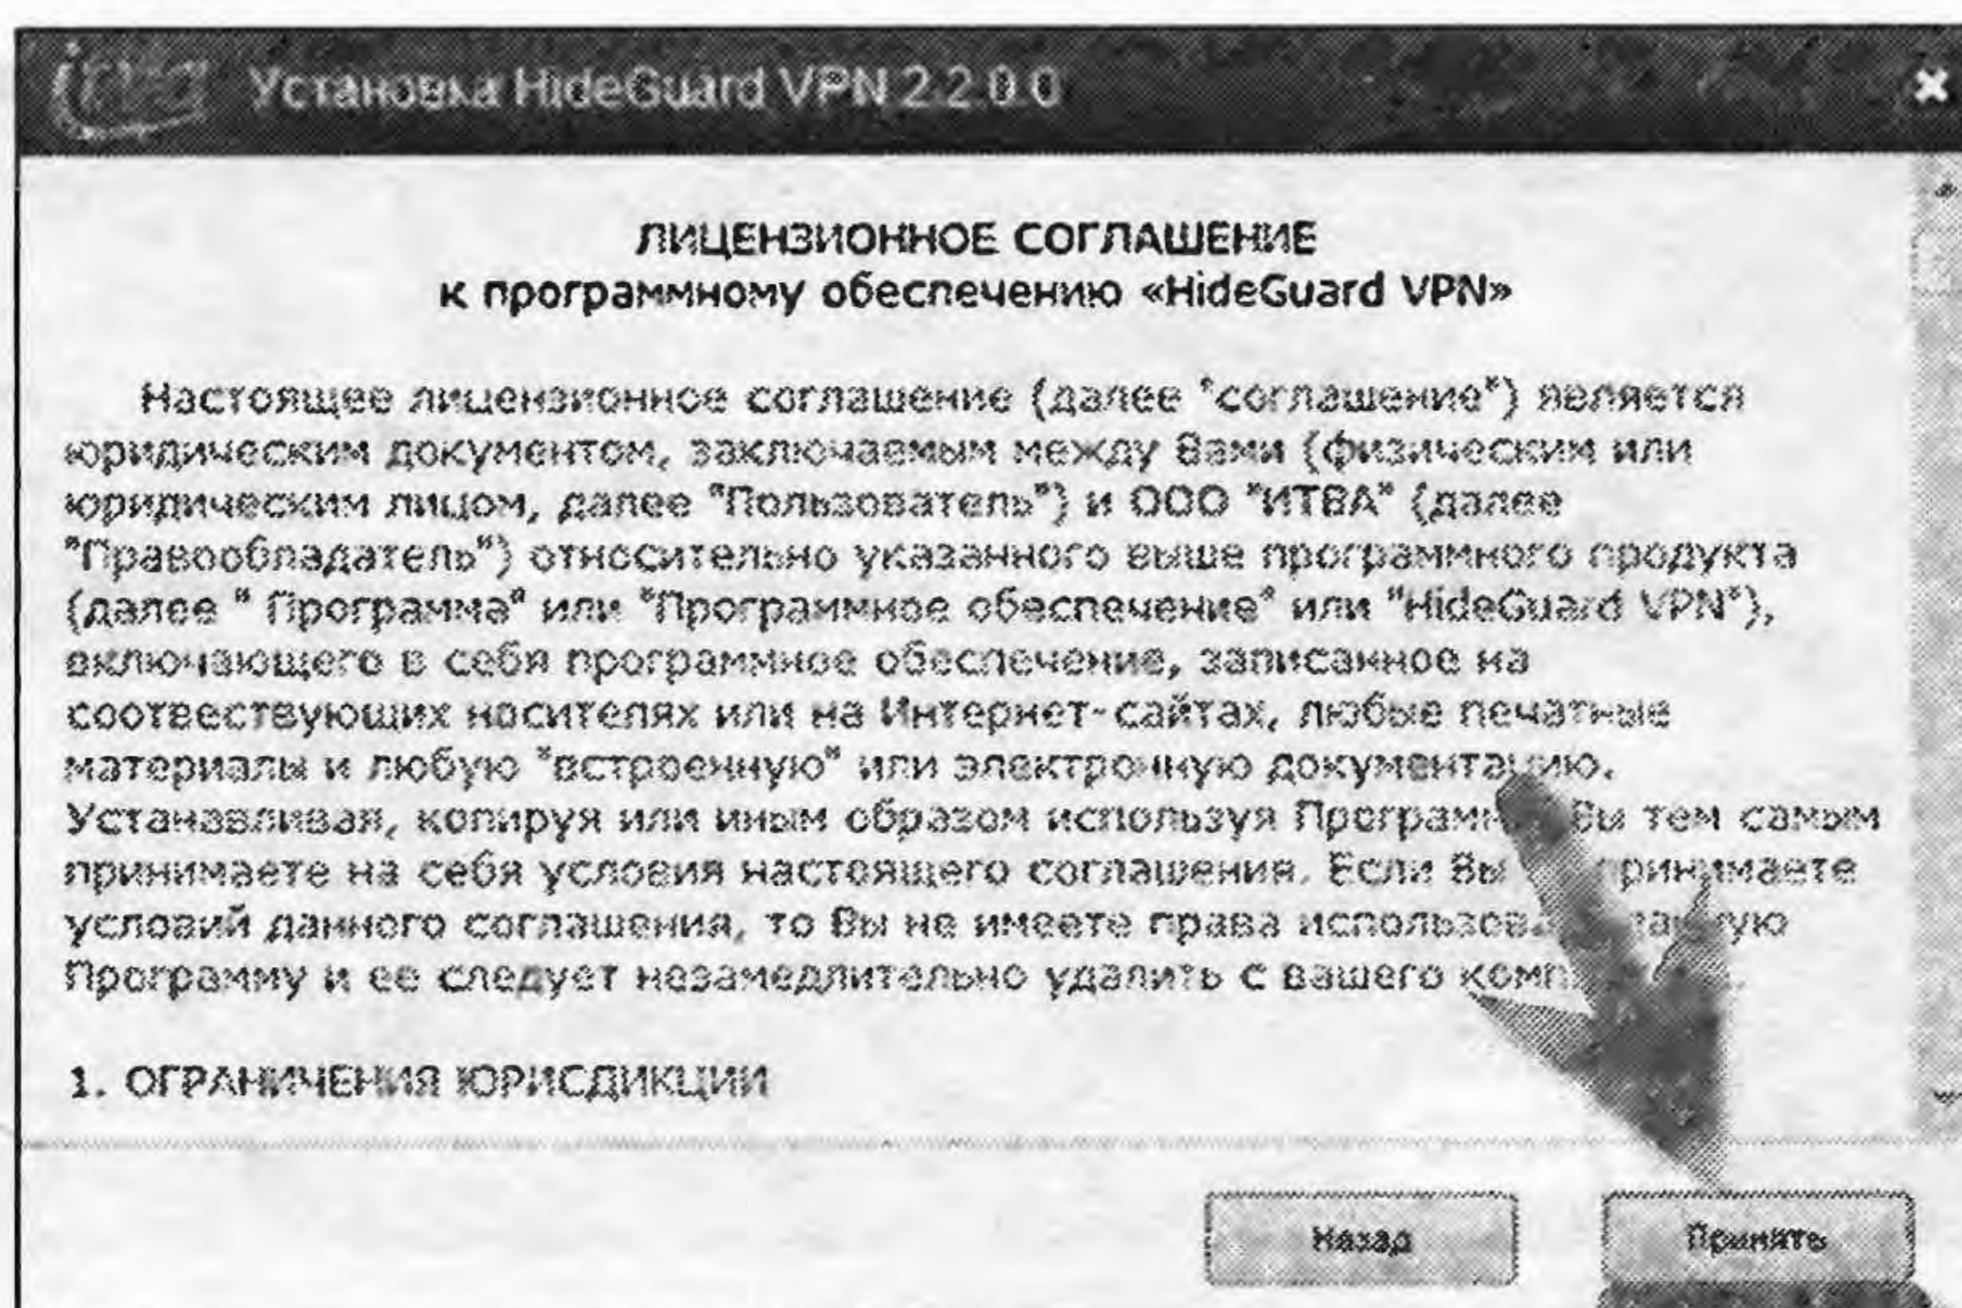 Установка HideGuard VPN 2.2.0.0
ЛИЦЕНЗИОННОЕ СОГЛАШЕНИЕ
к программному обеспечению «HideGuard VPN»
Настоящее лицензионное соглашение (далее "соглашение") является
юридическим документом, заключаемым между Вами (физическим или
юридическим лицом, далее "Пользователь") и ООО "ИТВА" (далее
"Правообладатель") относительно указанного выше программного продукта
(далее " Программа" или "Программное обеспечение" или "HideGuard VPN"),
включающего в себя программное обеспечение, записанное на
соотвествующих носителях или на Интернет-сайтах, любые печатные
материалы и любую "встроенную" или электронную документацию.
Устанавливая, копируя или иным образом используя Вы тем самым
принимаете на себя условия настоящего соглашения. Если Вы принимаете
условий данного соглашения, то Вы не имеете права
Программу и ее следует незамедлительно удалить с вашего
1. ОГРАНИЧЕНИЯ ЮРИСДИКЦИИ
Назад
Принять